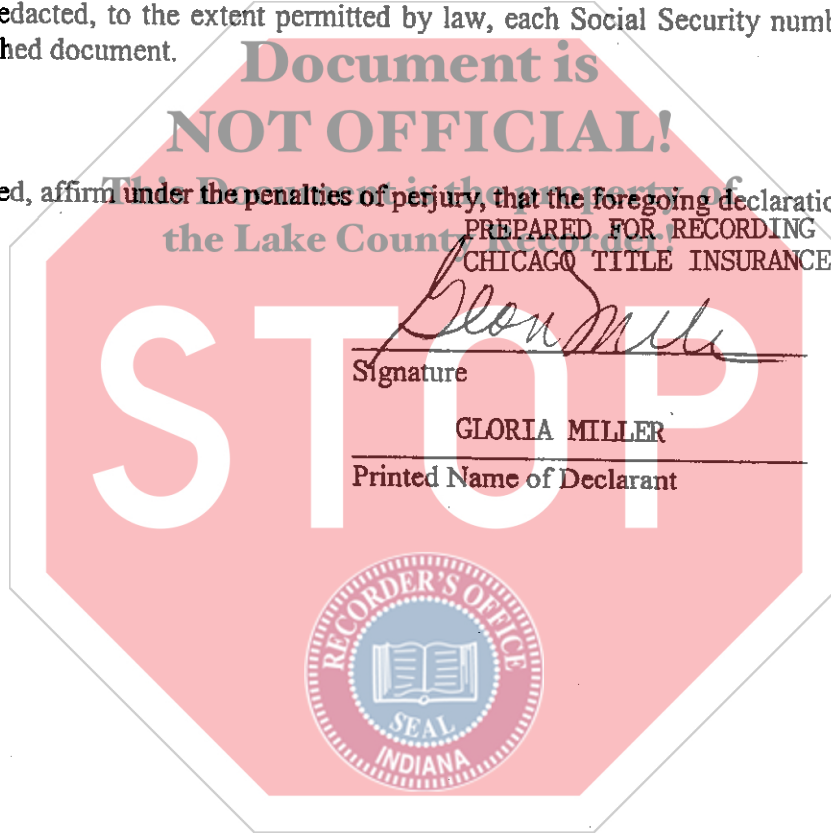 edacted, to the extent permitted by law, each Social Security numb
hed document.
Document is
NOT OFFICIAL!
ed, affirm under the penalties of perjury, that the foregoing declaratio
This Document is the property of
the Lake County Recorder!
PREPARED FOR RECORDING
CHICAGO TITLE INSURANCE
Signature
GLORIA MILLER
Printed Name of Declarant
STOP
RECORDER'S OFFICE
SEAL
INDIANA